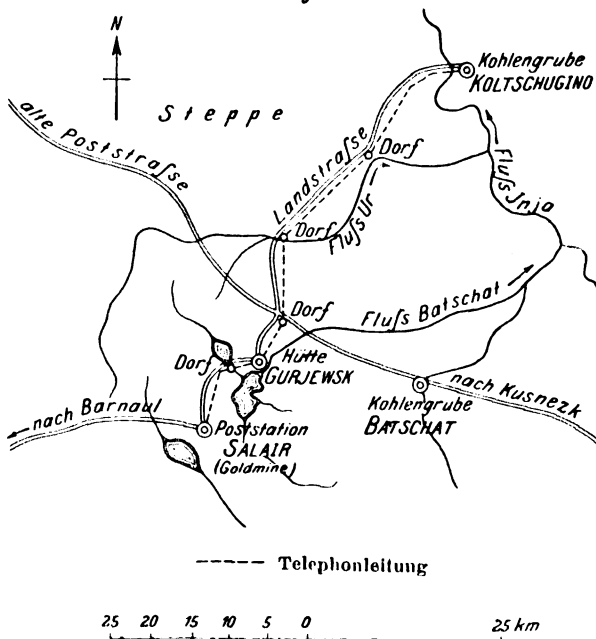 N
Kohlengrube
KOLTSCHUGINO
Steppe
alte Poststraſse
Landstraſse
Dorf
Fluſs Jnja
Dorf
Fluſs Ur
Dorf
Fluſs Batschat
Dorf
Hütte
GURJEWSK
nach Kusnezk
nach Barnaul
Kohlengrube
BATSCHAT
Poststation
SALAIR
(Goldmine)
Telephonleitung
25 20 15 10 5 0 25 km